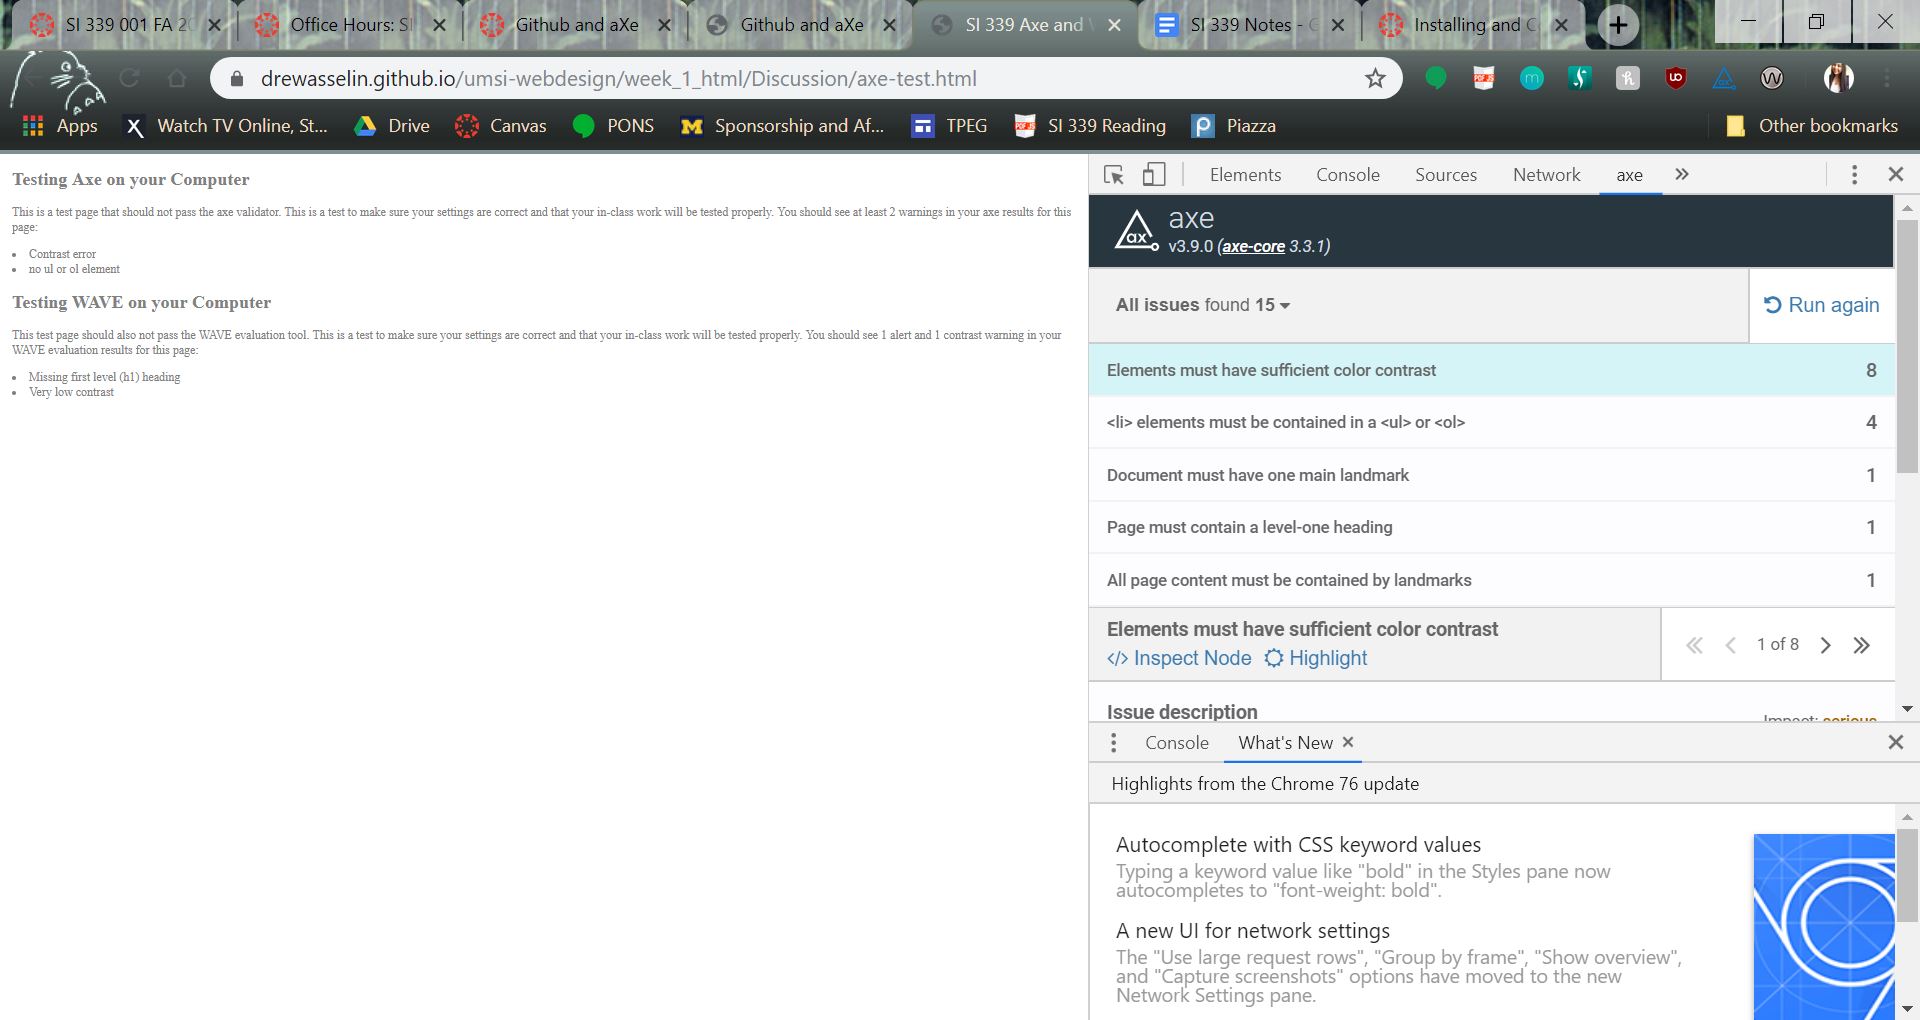 SI 339 001 FA 20
Office Hours: SI
Github and aXe
Github and aXe
SI 339 Axe and
SI 339 Notes - G
Installing and Co
drewasselin.github.io/umsi-webdesign/week_1_html/Discussion/axe-test.html
Apps
Watch TV Online, St...
Drive
Canvas
PONS
Sponsorship and Af...
TPEG
SI 339 Reading
Piazza
Other bookmarks
Testing Axe on your Computer
This is a test page that should not pass the axe validator. This is a test to make sure your settings are correct and that your in-class work will be tested properly. You should see at least 2 warnings in your axe results for this
page:
• Contrast error
• no ul or ol element
Testing WAVE on your Computer
This test page should also not pass the WAVE evaluation tool. This is a test to make sure your settings are correct and that your in-class work will be tested properly. You should see 1 alert and 1 contrast warning in your
WAVE evaluation results for this page:
• Missing first level (h1) heading
• Very low contrast
Elements Console Sources Network axe
axe
v3.9.0 (axe-core 3.3.1)
All issues found 15
Run again
Elements must have sufficient color contrast 8
<li> elements must be contained in a <ul> or <ol> 4
Document must have one main landmark 1
Page must contain a level-one heading 1
All page content must be contained by landmarks 1
Elements must have sufficient color contrast
</> Inspect Node Highlight
1 of 8
Issue description
Impact: serious
Console What's New
Highlights from the Chrome 76 update
Autocomplete with CSS keyword values
Typing a keyword value like "bold" in the Styles pane now
autocompletes to "font-weight: bold".
A new UI for network settings
The "Use large request rows", "Group by frame", "Show overview",
and "Capture screenshots" options have moved to the new
Network Settings pane.